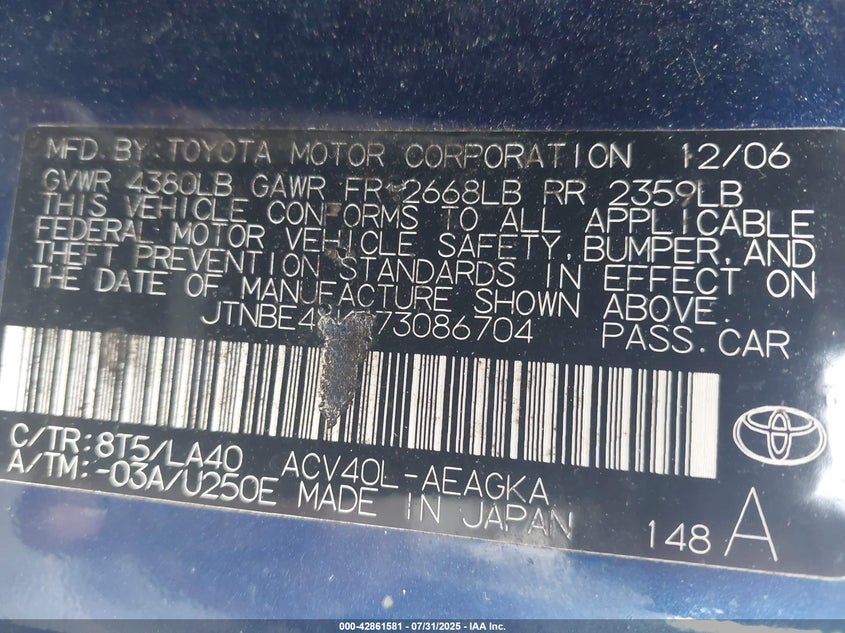 MFD. BY: TOYOTA MOTOR CORPORATION 12/06
GVWR 4380LB GAWR FR 2668LB RR 2359LB
THIS VEHICLE CONFORMS TO ALL APPLICABLE
FEDERAL MOTOR VEHICLE SAFETY, BUMPER, AND
THEFT PREVENTION STANDARDS IN EFFECT ON
THE DATE OF MANUFACTURE SHOWN ABOVE.
PASS. CAR
C/TR: 8T5/LA40 ACV40L-AEAGKA
A/TM: -03A/U250E MADE IN JAPAN
148 A
000-42861581 - 07/31/2025 - IAA Inc.